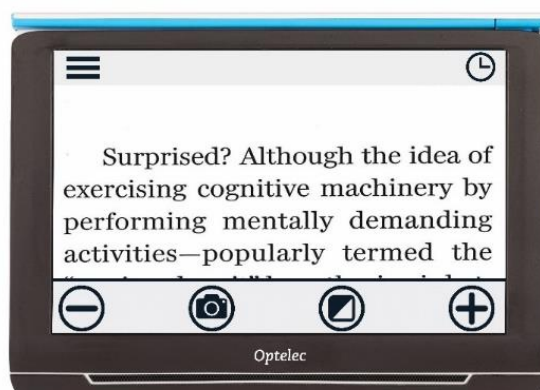 Surprised? Although the idea of
exercising cognitive machinery by
performing mentally demanding
activities—popularly termed the
Optelec